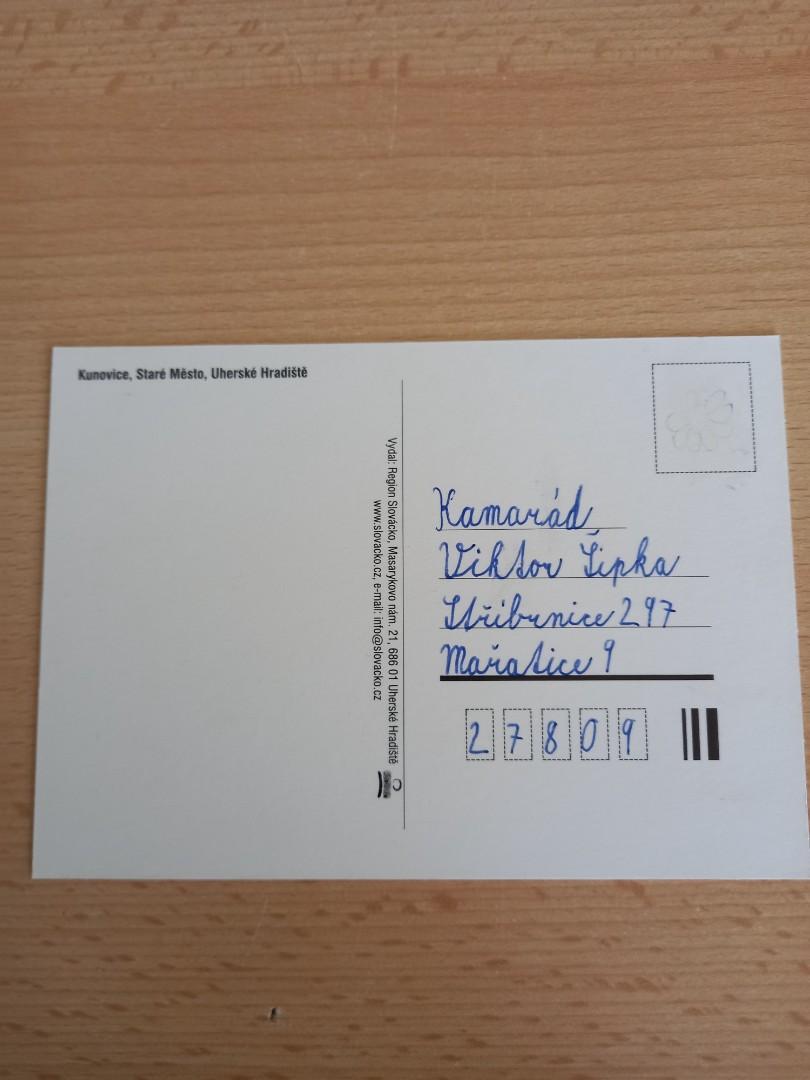 Kunovice, Staré Město, Uherské Hradiště
Vydal: Region Slovácko, Masarykovo nám. 21, 686 01 Uherské Hradiště
www.slovacko.cz, e-mail: info@slovacko.cz
Kamarád
Viktor Šipka
Stříbrnice 297
Mařatice 9
27809